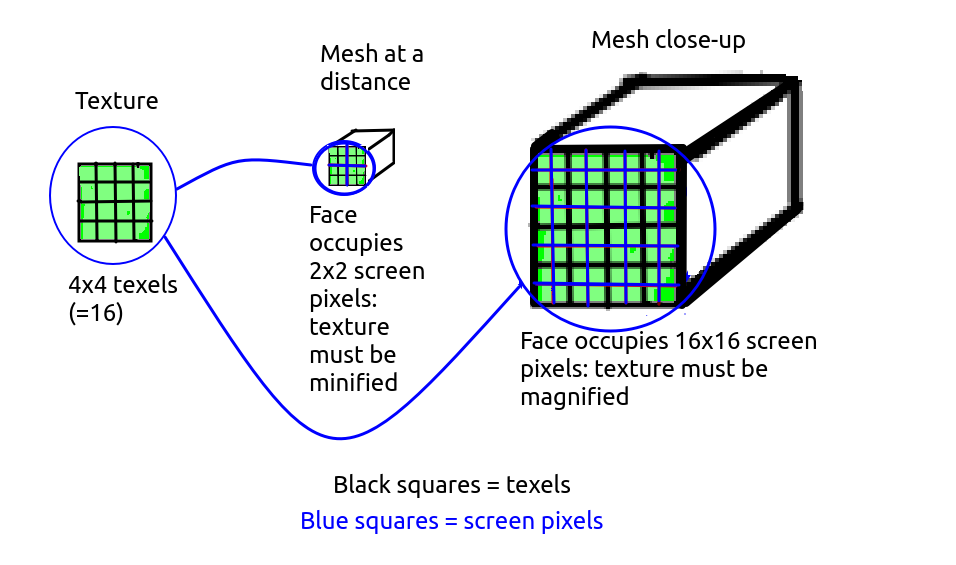 Texture
4x4 texels
(=16)
Mesh at a
distance
Face
occupies
2x2 screen
pixels:
texture
must be
minified
Mesh close-up
Face occupies 16x16 screen
pixels: texture must be
magnified
Black squares = texels
Blue squares = screen pixels